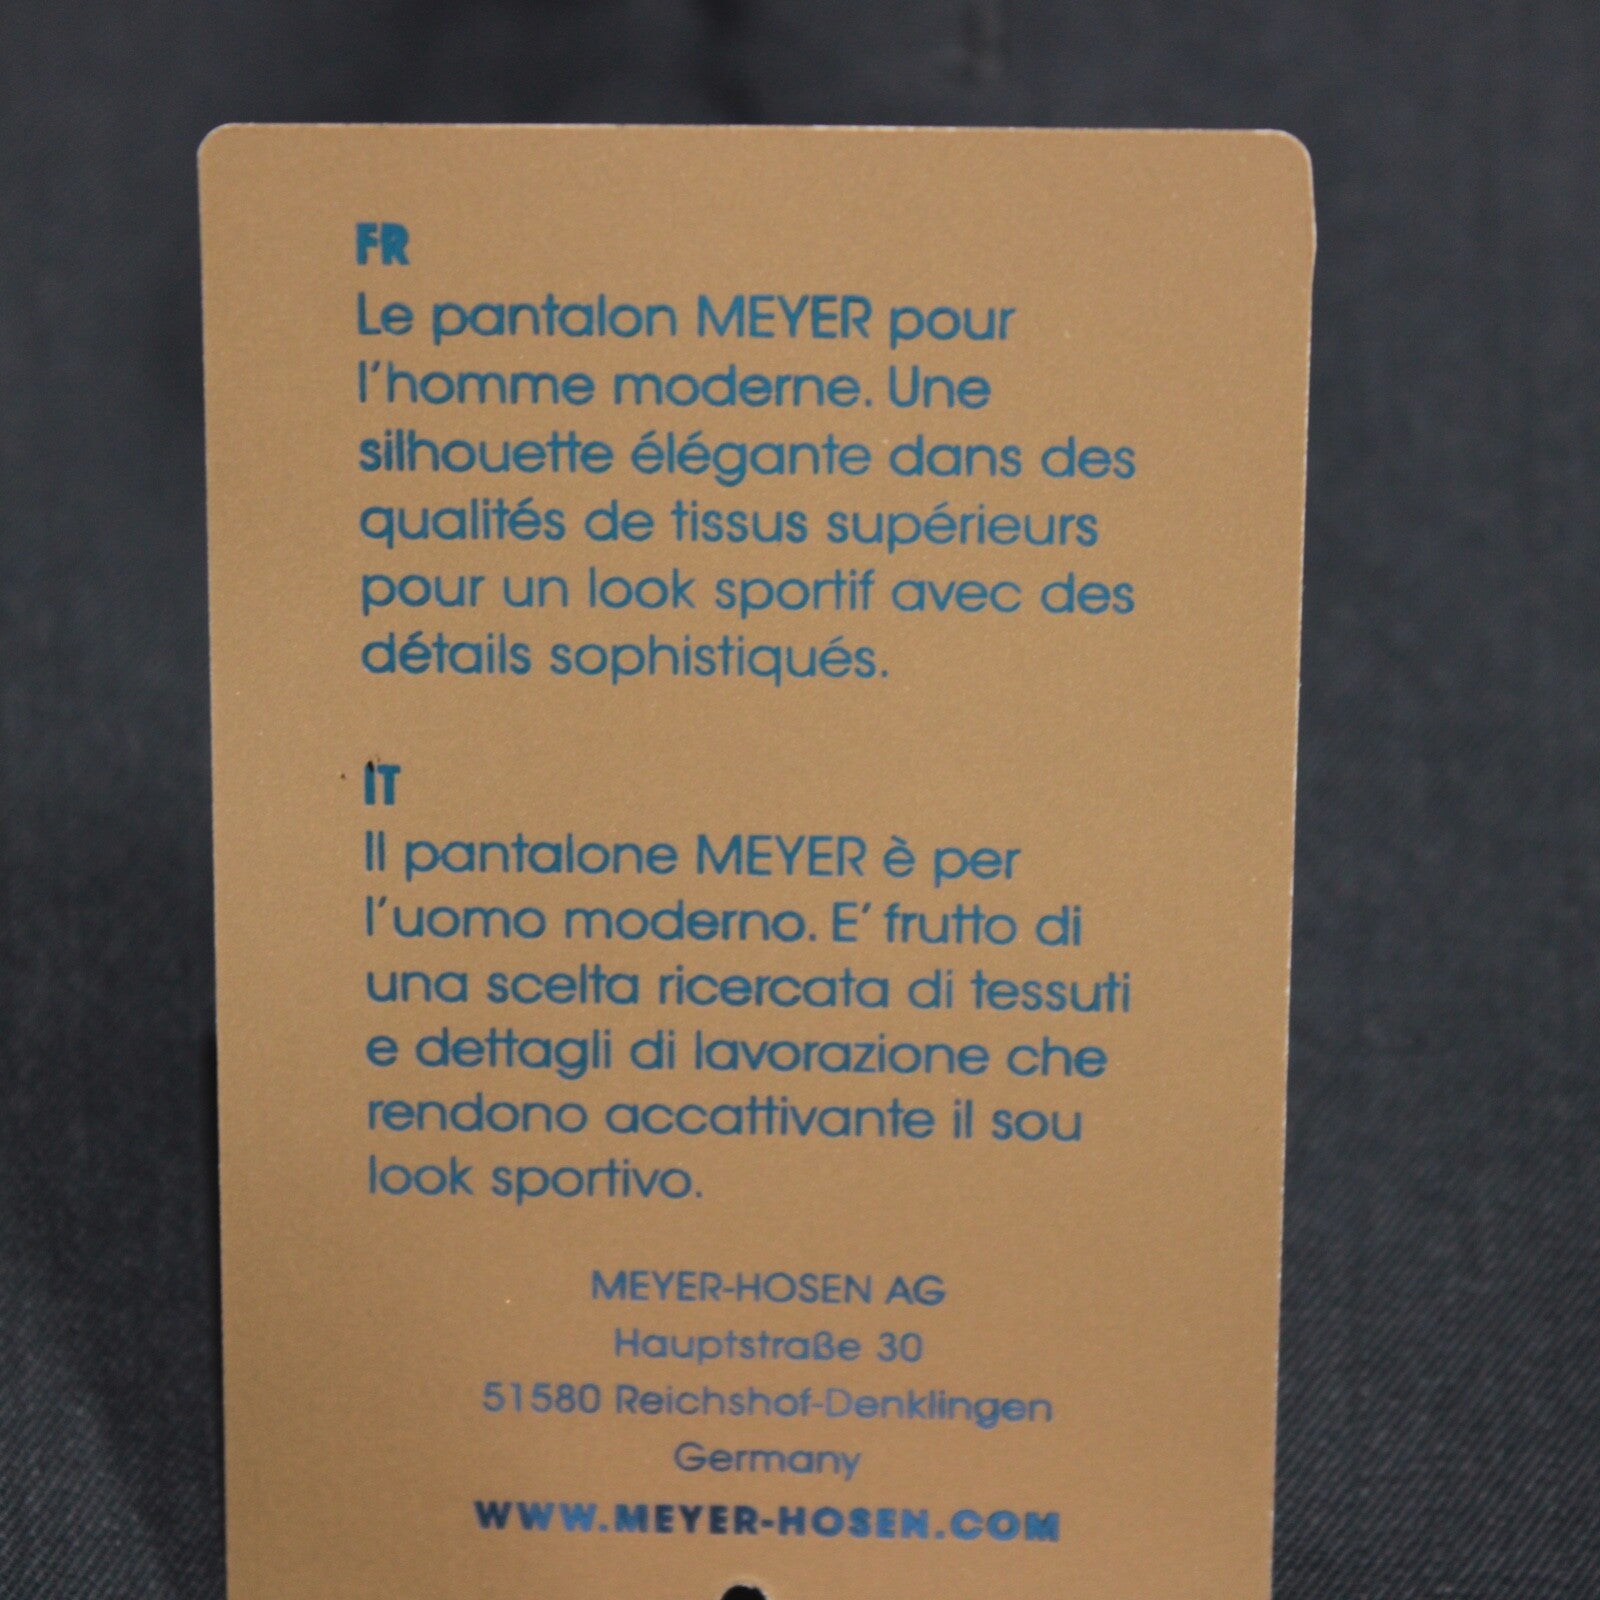 FR
Le pantalon MEYER pour
l'homme moderne. Une
silhouette élégante dans des
qualités de tissus supérieurs
pour un look sportif avec des
détails sophistiqués.
IT
Il pantalone MEYER è per
l'uomo moderno. E' frutto di
una scelta ricercata di tessuti
e dettagli di lavorazione che
rendono accattivante il sou
look sportivo.
MEYER-HOSEN AG
Hauptstraße 30
51580 Reichshof-Denklingen
Germany
WWW.MEYER-HOSEN.COM